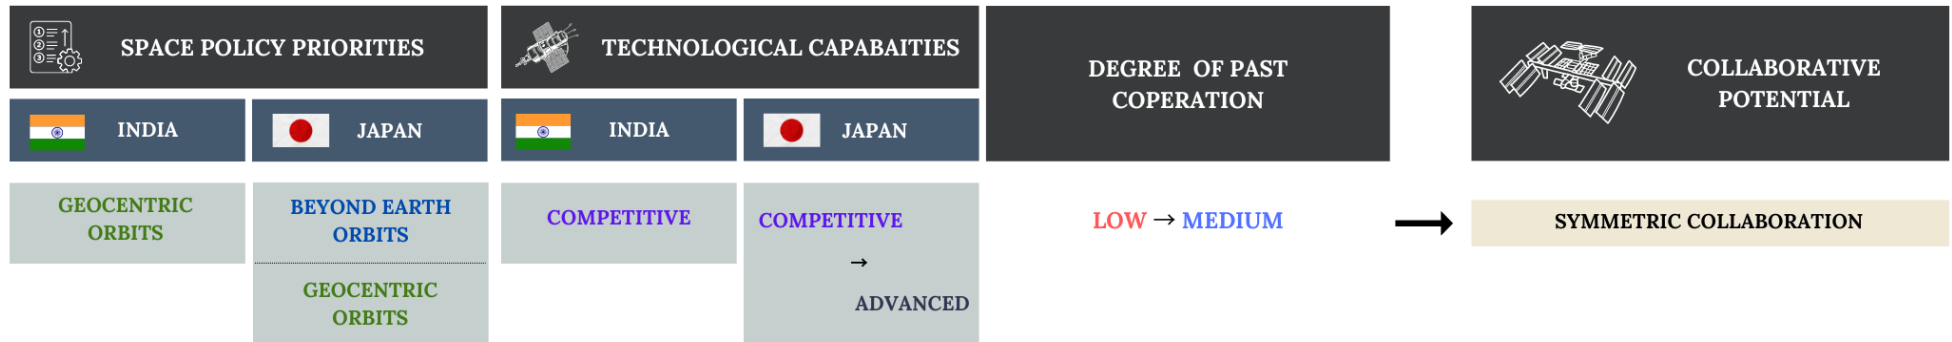 SPACE POLICY PRIORITIES
TECHNOLOGICAL CAPABAITIES
DEGREE OF PAST
COPERATION
COLLABORATIVE
POTENTIAL
INDIA
JAPAN
INDIA
JAPAN
GEOCENTRIC
ORBITS
BEYOND EARTH
ORBITS
GEOCENTRIC
ORBITS
COMPETITIVE
COMPETITIVE
→
ADVANCED
LOW → MEDIUM
SYMMETRIC COLLABORATION